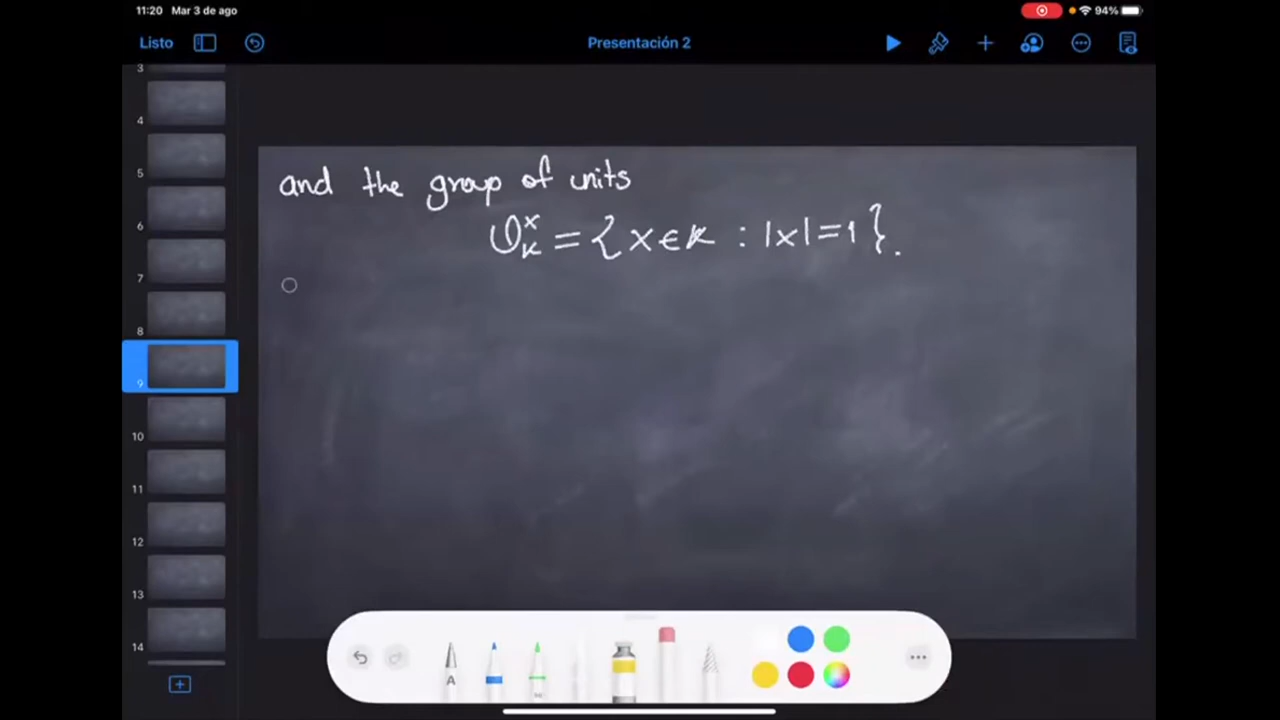 11:20 Mar 3 de ago
94%
Listo
Presentación 2
3
4
5
6
7
8
9
10
11
12
13
14
and the group of units
𝒪ₖˣ = { x ∈ k : |x| = 1 }.
A